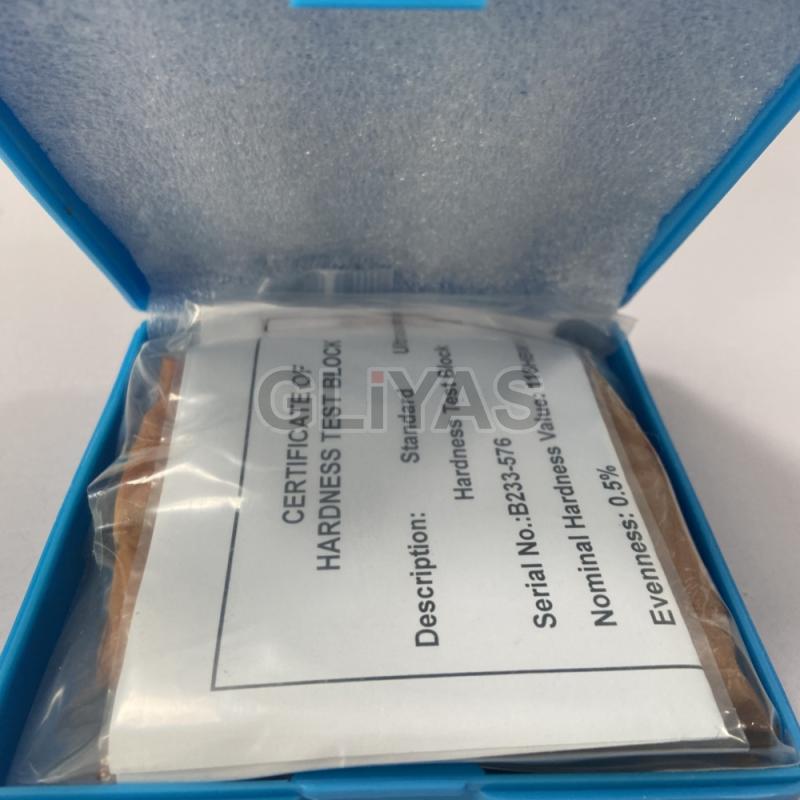 CERTIFICATE OF
HARDNESS TEST BLOCK
Description: Standard
Hardness Test Block
Serial No.:B233-576
Nominal Hardness Value:
Evenness: 0.5%
GLiYAS